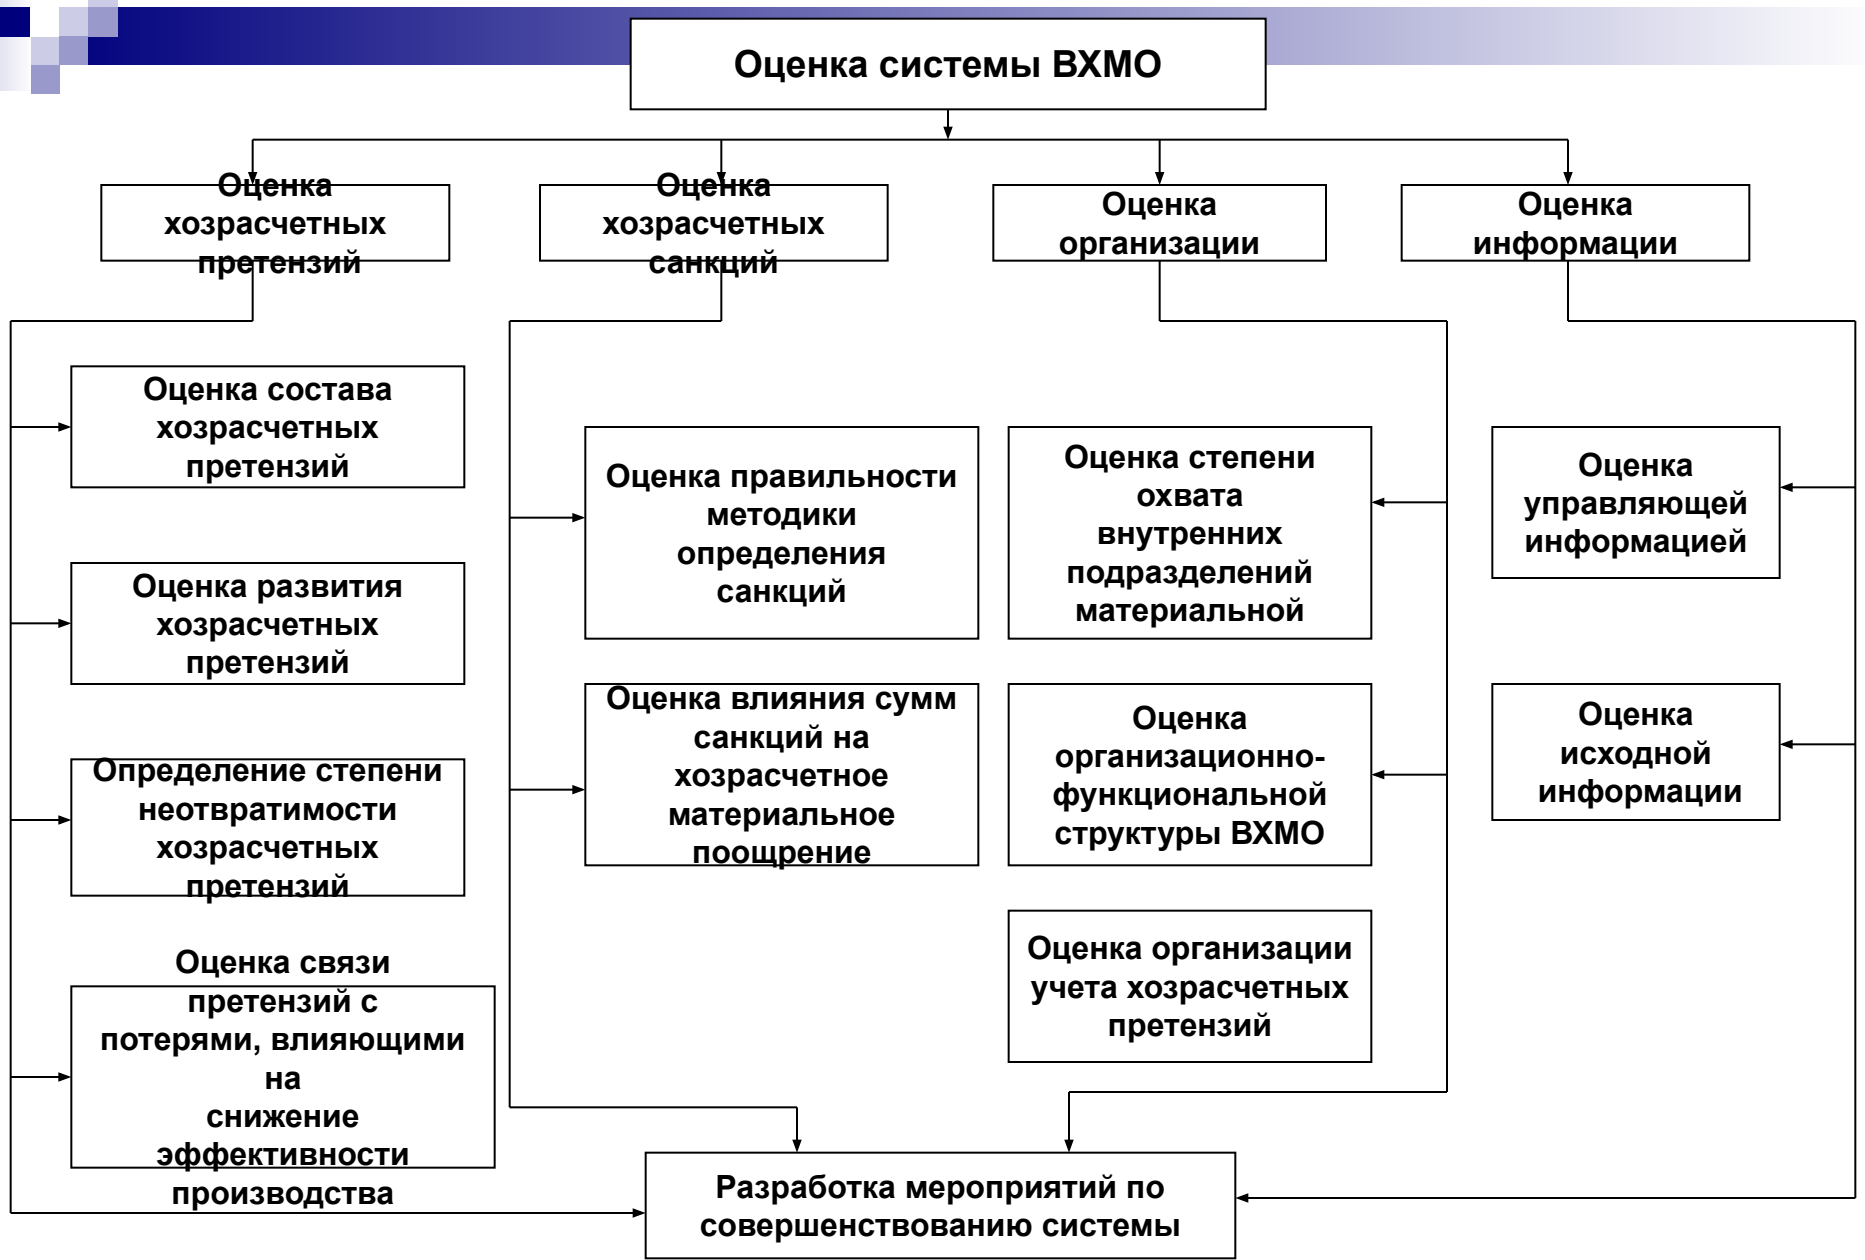 Оценка системы ВХМО
Оценка
хозрасчетных
претензий
Оценка
хозрасчетных
санкций
Оценка
организации
Оценка
информации
Оценка состава
хозрасчетных
претензий
Оценка развития
хозрасчетных
претензий
Определение степени
неотвратимости
хозрасчетных
претензий
Оценка связи
претензий с
потерями, влияющими
на
снижение
эффективности
производства
Оценка правильности
методики
определения
санкций
Оценка влияния сумм
санкций на
хозрасчетное
материальное
поощрение
Оценка степени
охвата
внутренних
подразделений
материальной
Оценка
организационно-
функциональной
структуры ВХМО
Оценка организации
учета хозрасчетных
претензий
Оценка
управляющей
информацией
Оценка
исходной
информации
Разработка мероприятий по
совершенствованию системы